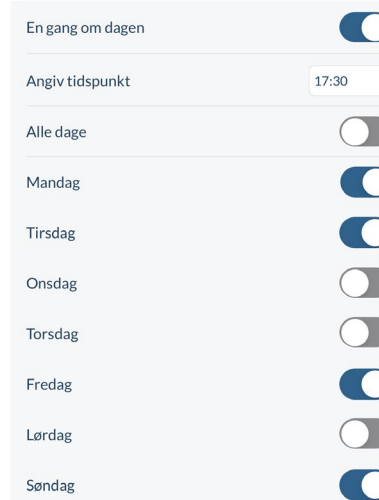 En gang om dagen
Angiv tidspunkt
17:30
Alle dage
Mandag
Tirsdag
Onsdag
Torsdag
Fredag
Lørdag
Søndag